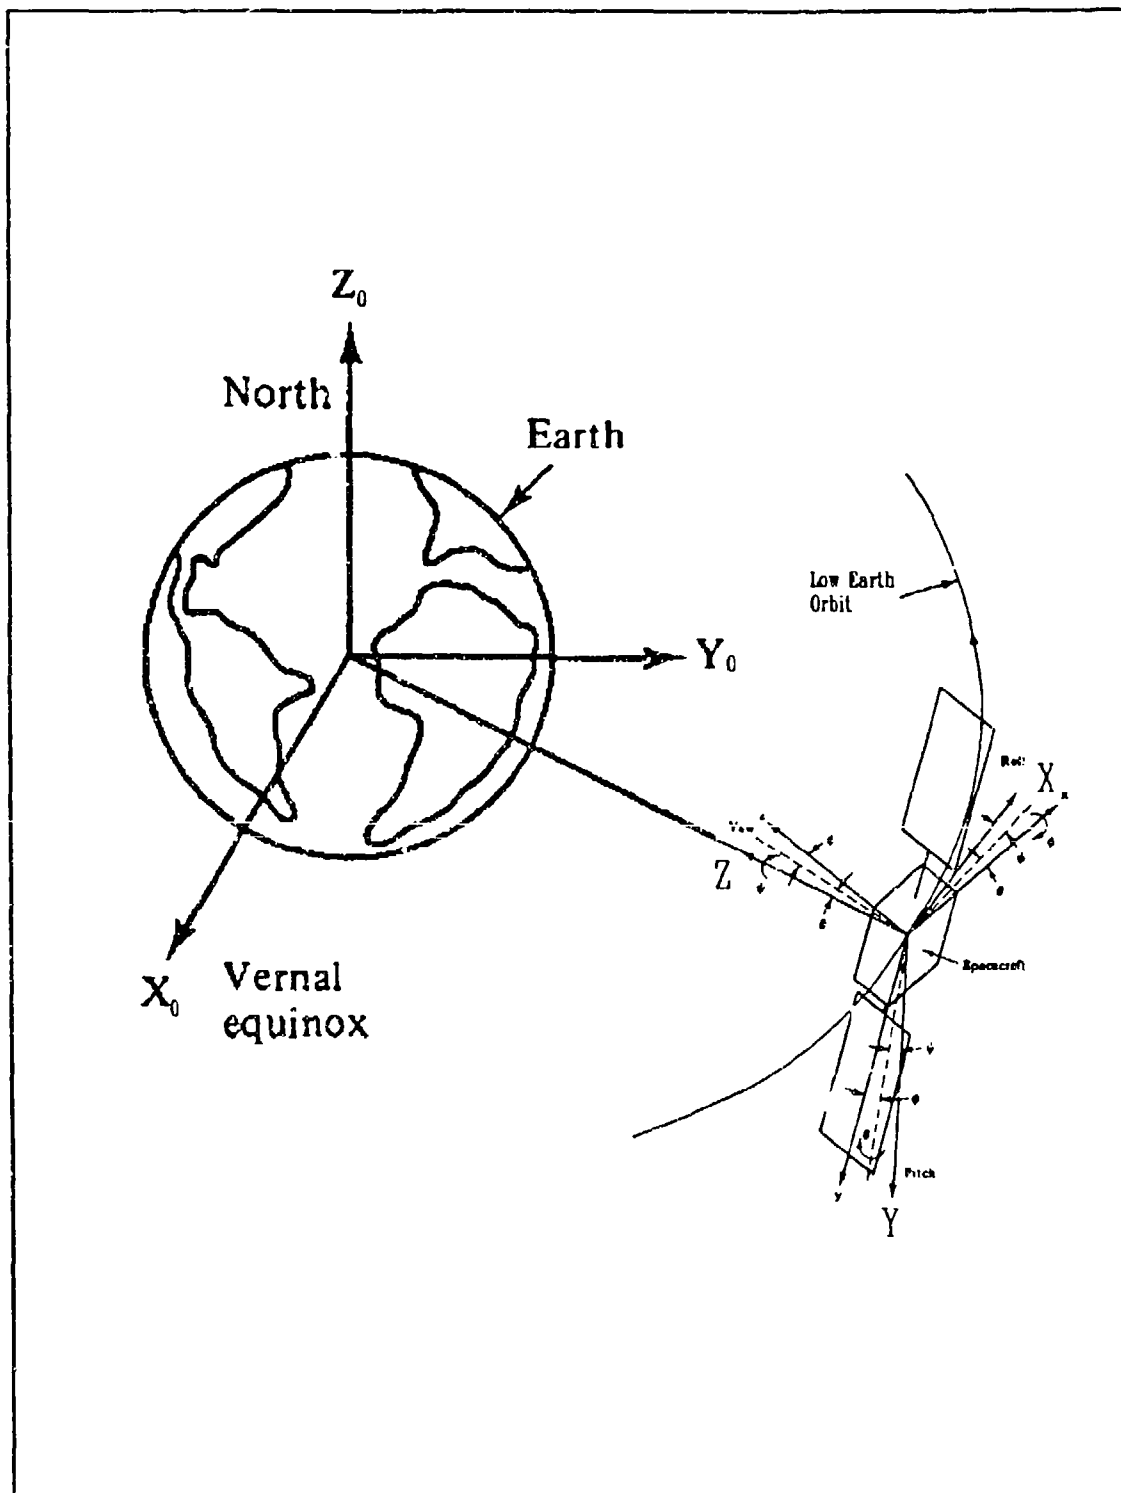 Z₀
North
Earth
Low Earth
Orbit
Y₀
Roll
X
x
Yaw
Z
z
ψ
φ
θ
Spacecraft
X₀
Vernal
equinox
ψ
φ
θ
Pitch
y
Y